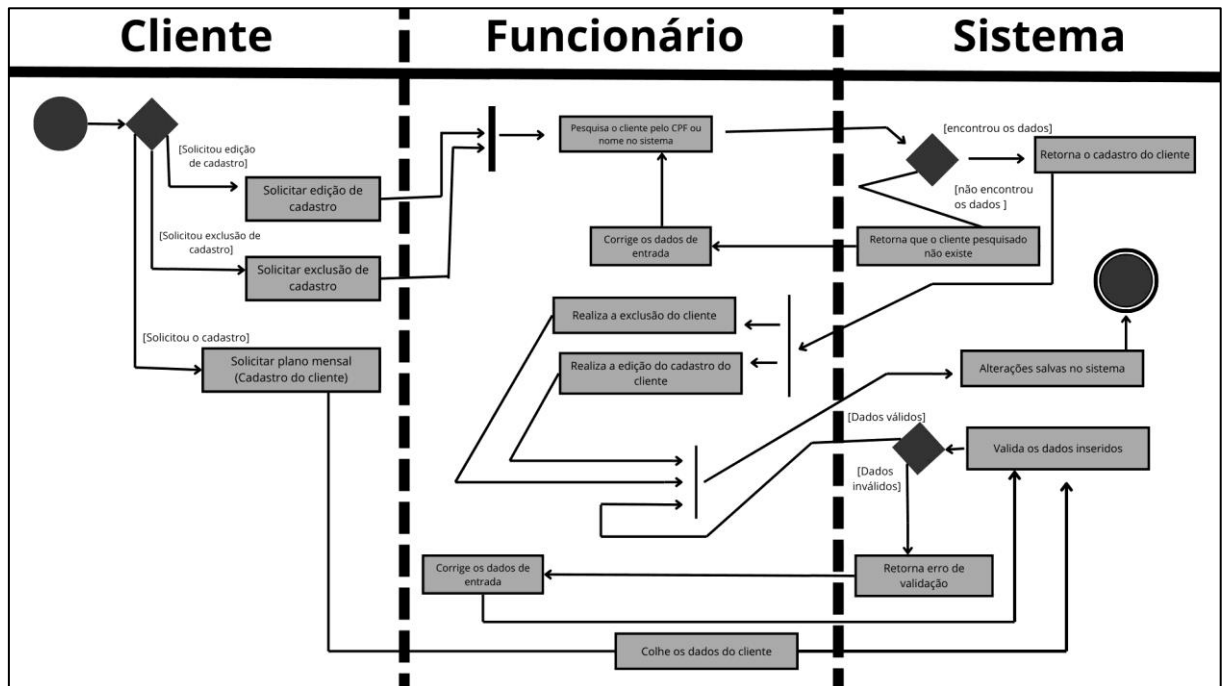 Cliente
Funcionário
Sistema
[Solicitou edição
de cadastro]
Solicitar edição de
cadastro
[Solicitou exclusão de
cadastro]
Solicitar exclusão de
cadastro
[Solicitou o cadastro]
Solicitar plano mensal
(Cadastro do cliente)
Pesquisa o cliente pelo CPF ou
nome no sistema
Corrige os dados de
entrada
Realiza a exclusão do cliente
Realiza a edição do cadastro do
cliente
Corrige os dados de
entrada
Colhe os dados do cliente
[encontrou os dados]
Retorna o cadastro do cliente
[não encontrou
os dados ]
Retorna que o cliente pesquisado
não existe
Alterações salvas no sistema
[Dados válidos]
Valida os dados inseridos
[Dados
inválidos]
Retorna erro de
validação